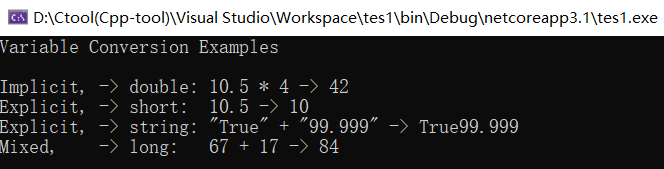 D:\Ctool(Cpp-tool)\Visual Studio\Workspace\tes1\bin\Debug\netcoreapp3.1\tes1.exe
Variable Conversion Examples
Implicit, -> double: 10.5 * 4 -> 42
Explicit, -> short:  10.5 -> 10
Explicit, -> string: "True" + "99.999" -> True99.999
Mixed,    -> long:   67 + 17 -> 84